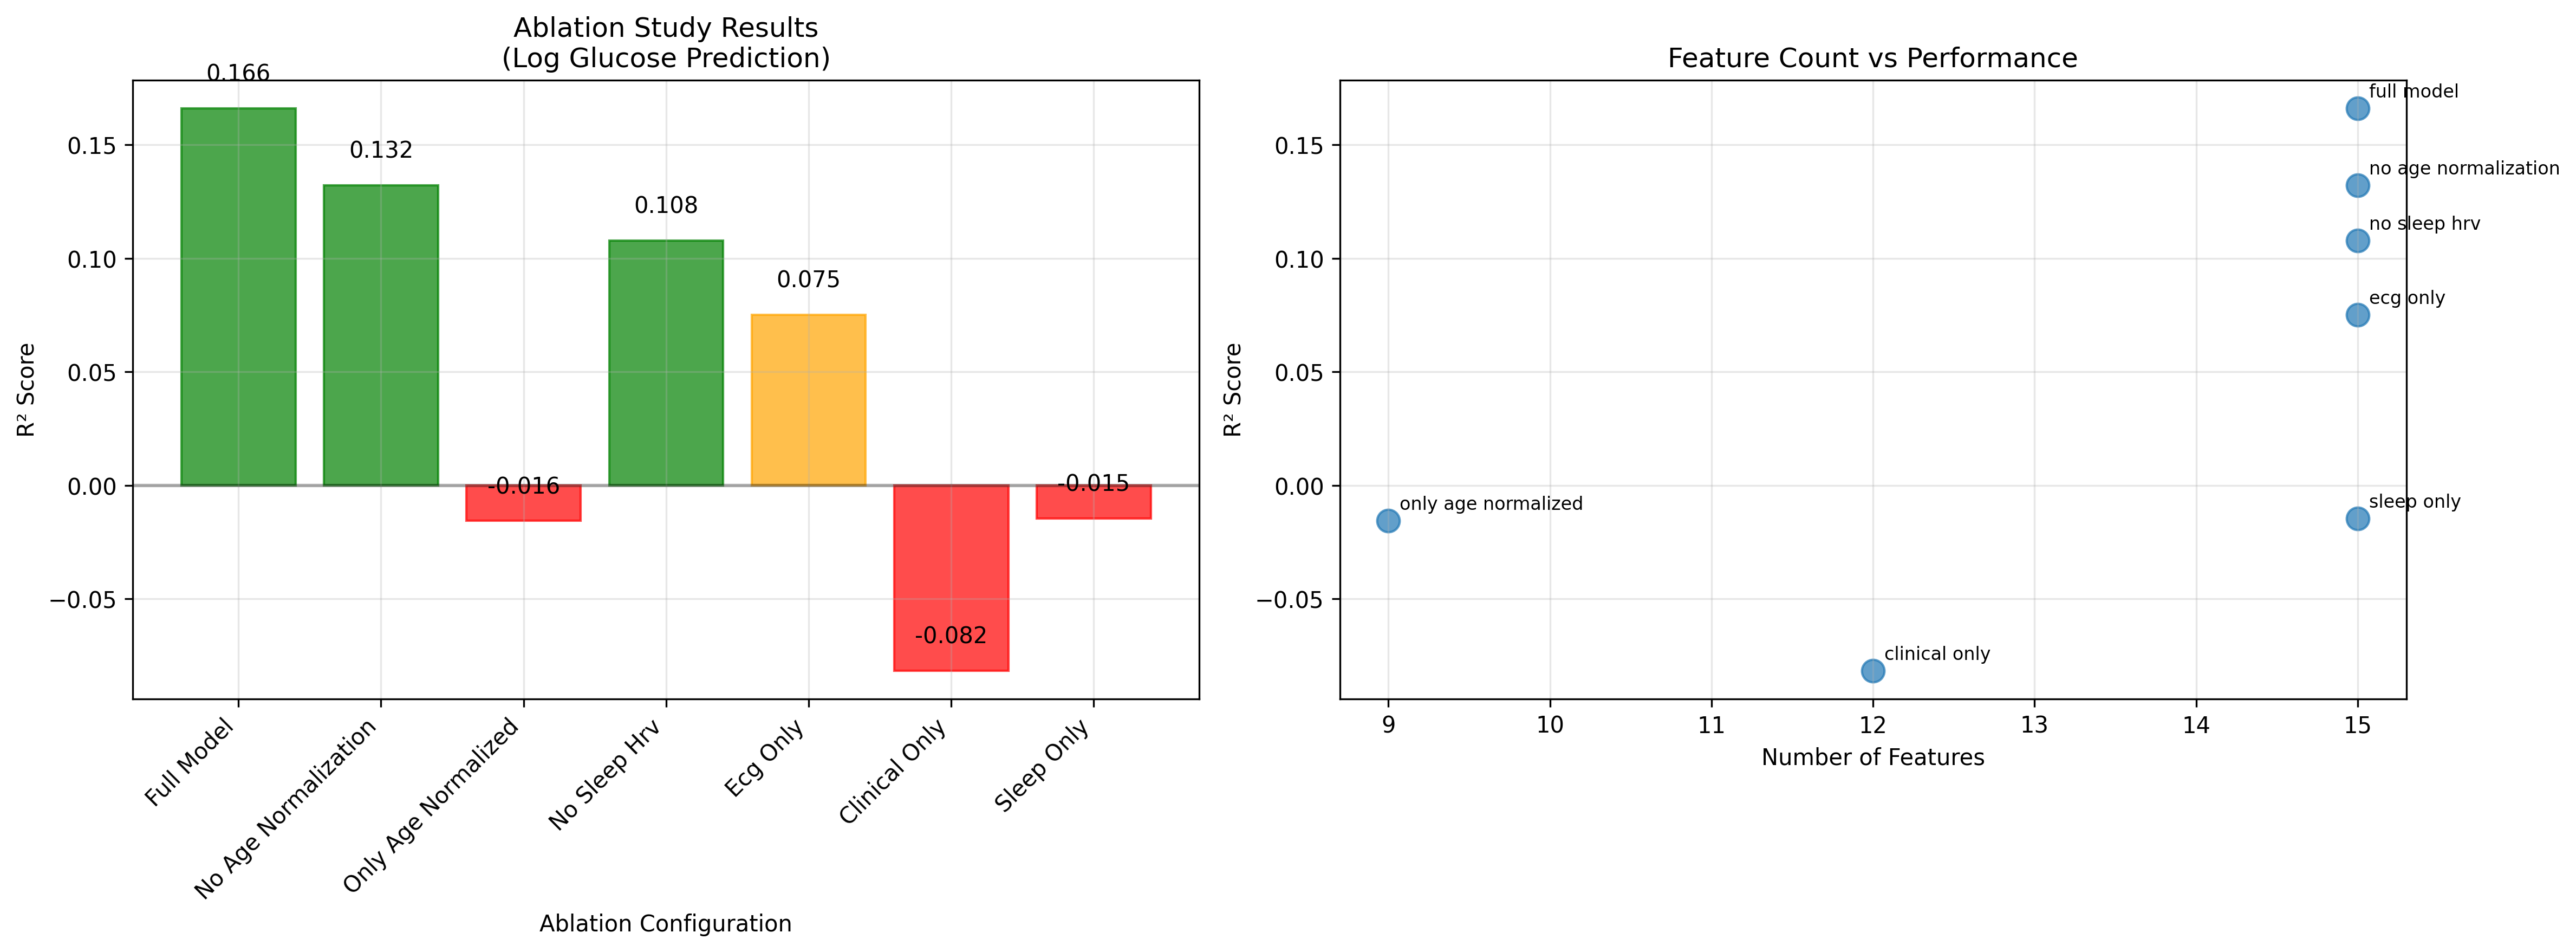 Ablation Study Results
(Log Glucose Prediction)
R² Score
0.15
0.10
0.05
0.00
−0.05
0.166
0.132
-0.016
0.108
0.075
-0.082
-0.015
Full Model
No Age Normalization
Only Age Normalized
No Sleep Hrv
Ecg Only
Clinical Only
Sleep Only
Ablation Configuration
Feature Count vs Performance
R² Score
0.15
0.10
0.05
0.00
−0.05
full model
no age normalization
no sleep hrv
ecg only
only age normalized
sleep only
clinical only
9
10
11
12
13
14
15
Number of Features